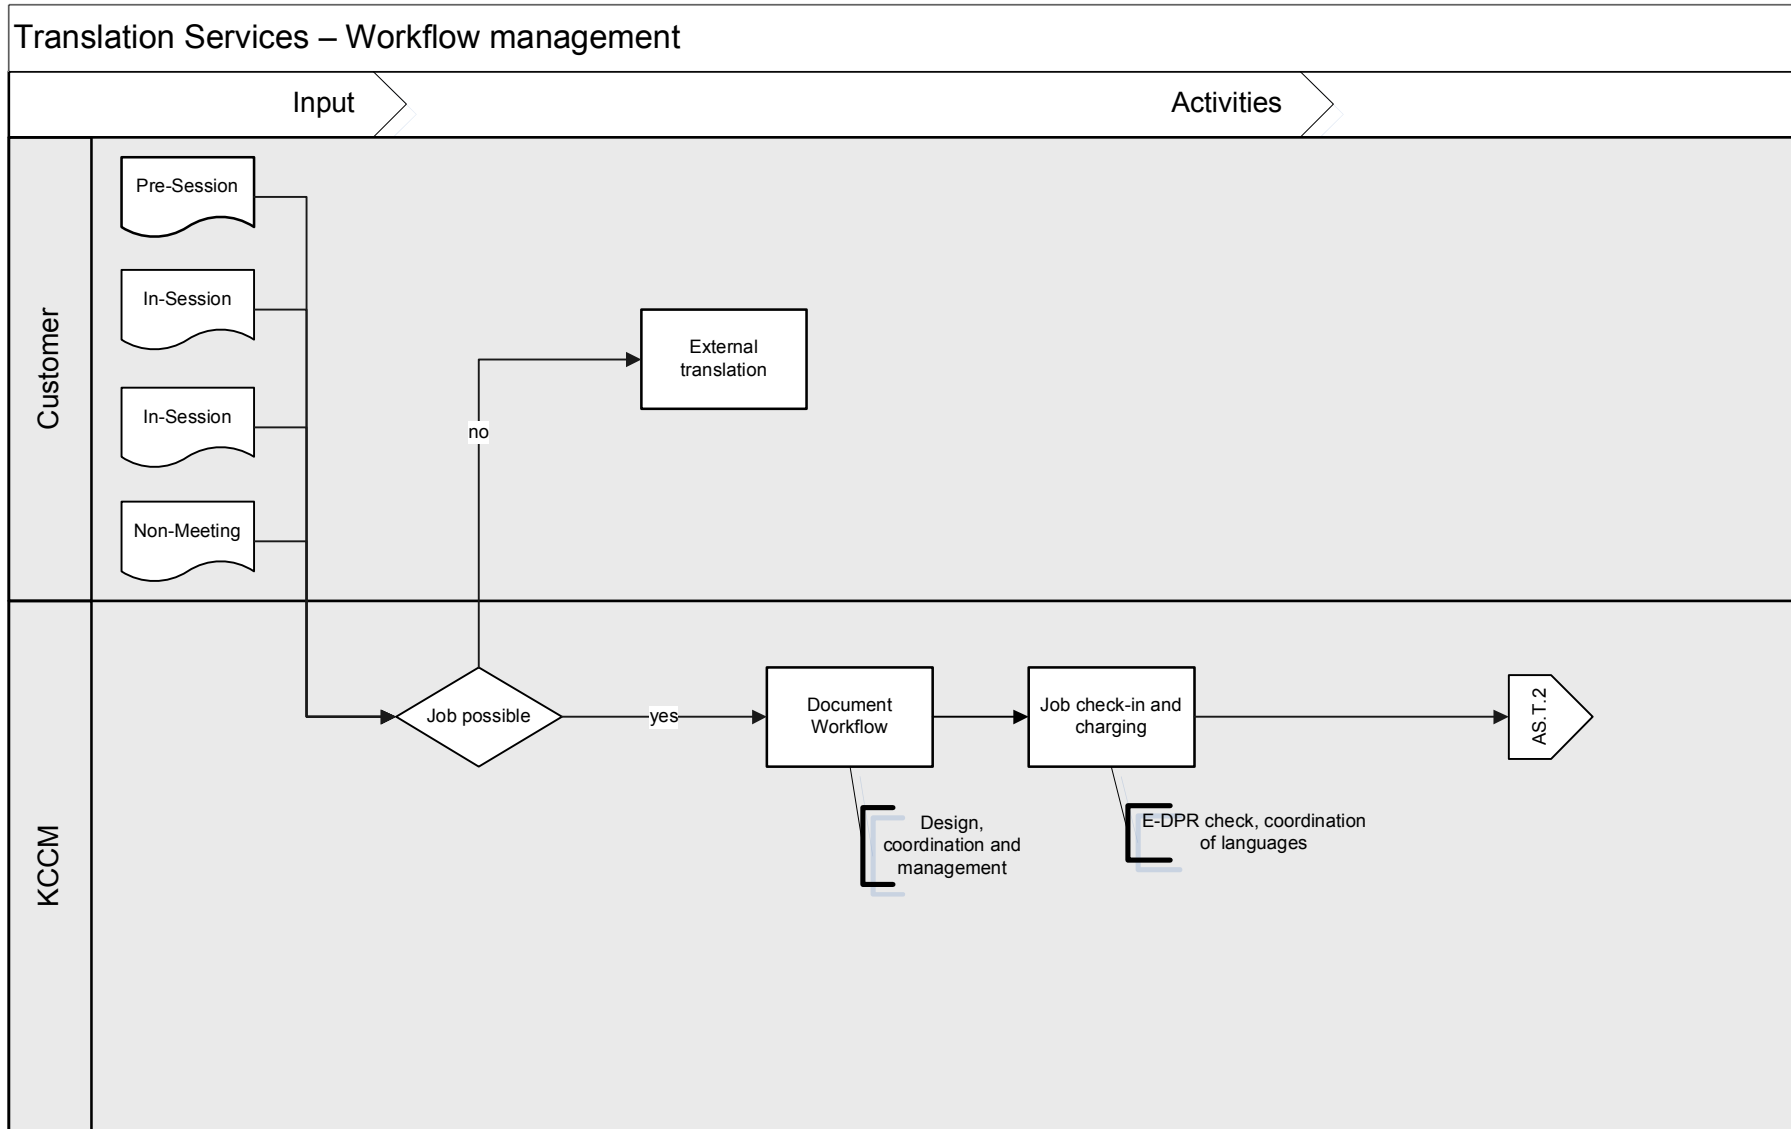 Translation Services – Workflow management
Input
Activities
Customer
Pre-Session
In-Session
In-Session
Non-Meeting
External
translation
no
KCCM
Job possible
yes
Document
Workflow
Job check-in and
charging
AS.T.2
Design,
coordination and
management
E-DPR check, coordination
of languages